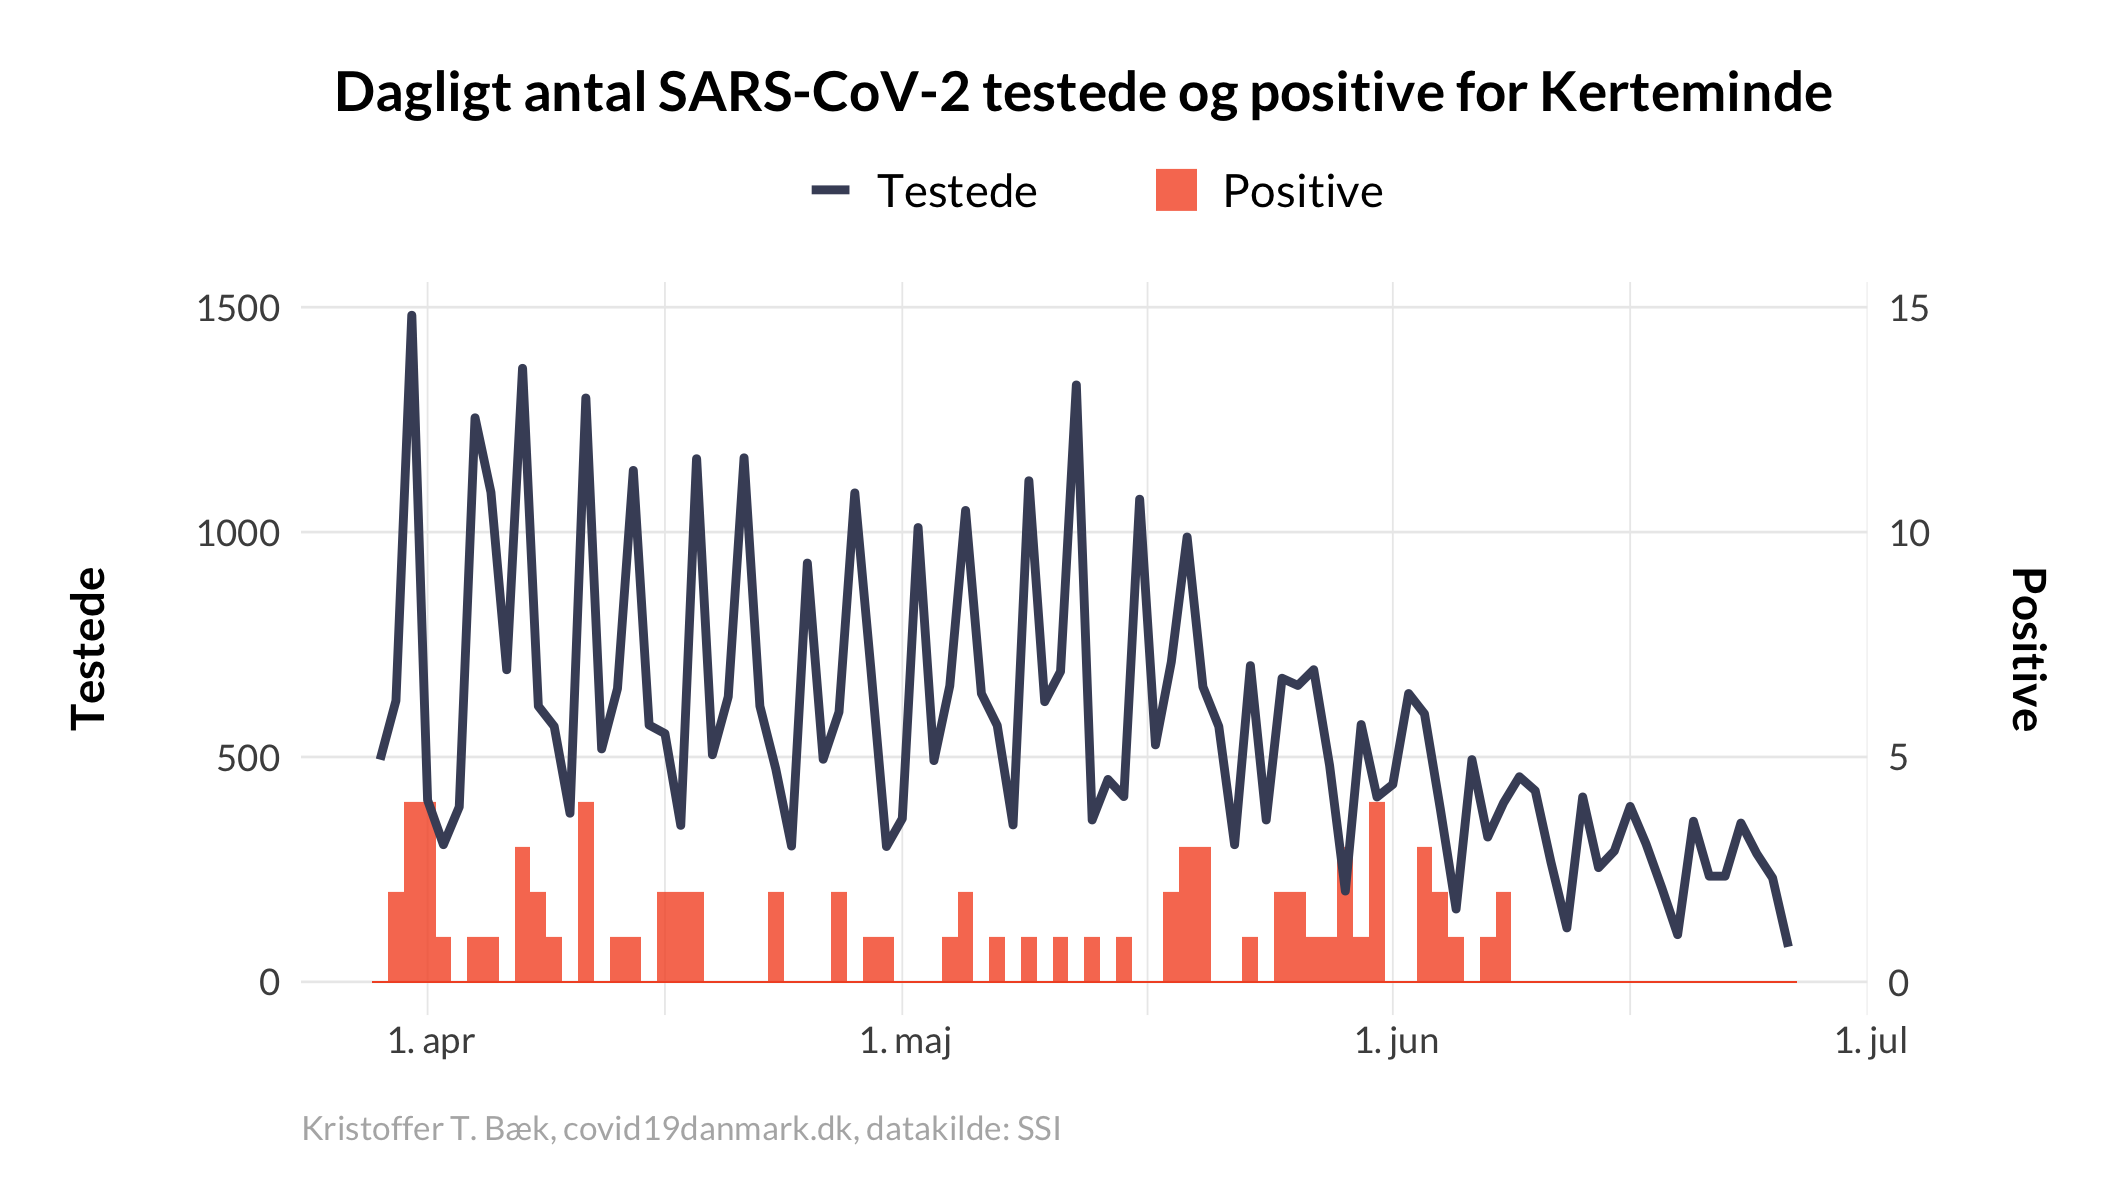 Dagligt antal SARS-CoV-2 testede og positive for Kerteminde
Testede
Positive
1500
1000
500
0
15
10
5
0
Testede
Positive
1. apr
1. maj
1. jun
1. jul
Kristoffer T. Bæk, covid19danmark.dk, datakilde: SSI